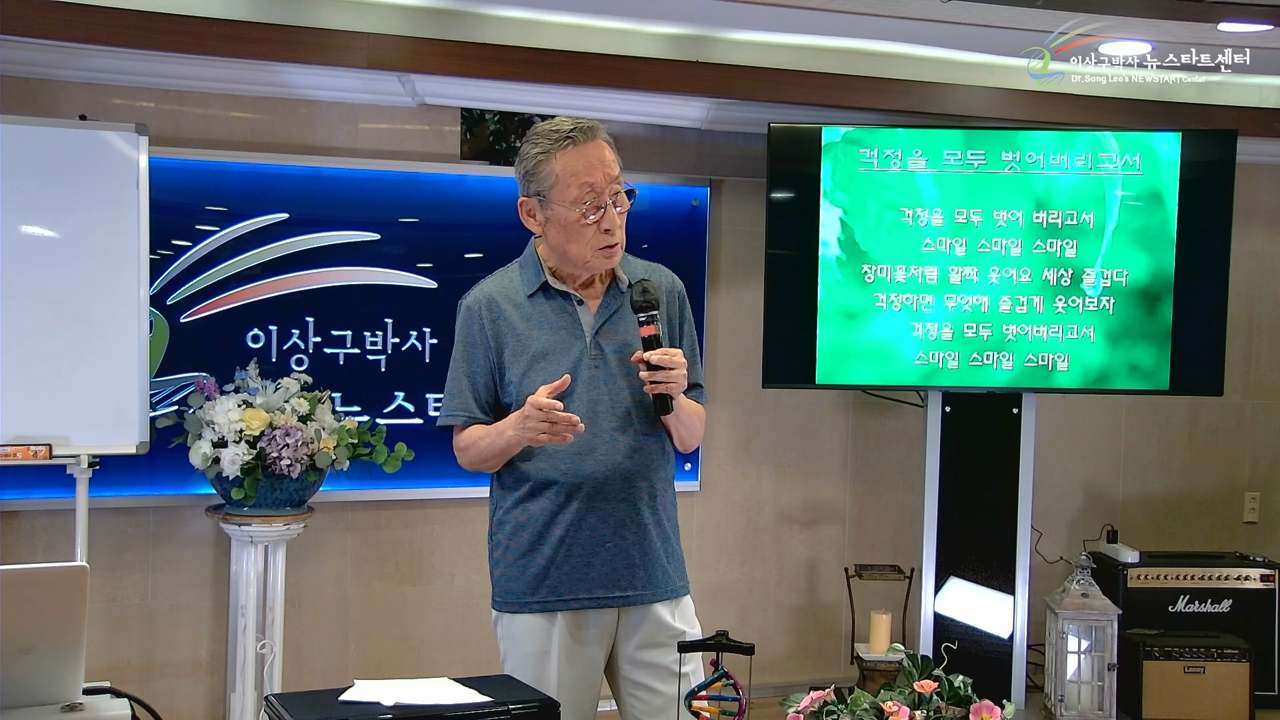 이상구박사 뉴스타트센터
Dr.Sang Lee's NEWSTART Center
이상구박사
뉴스타
걱정을 모두 벗어버리고서
걱정을 모두 벗어 버리고서
스마일 스마일 스마일
장미꽃처럼 활짝 웃어요 세상 즐겁다
걱정하면 무엇해 즐겁게 웃어보자
걱정을 모두 벗어버리고서
스마일 스마일 스마일
Marshall
Laney